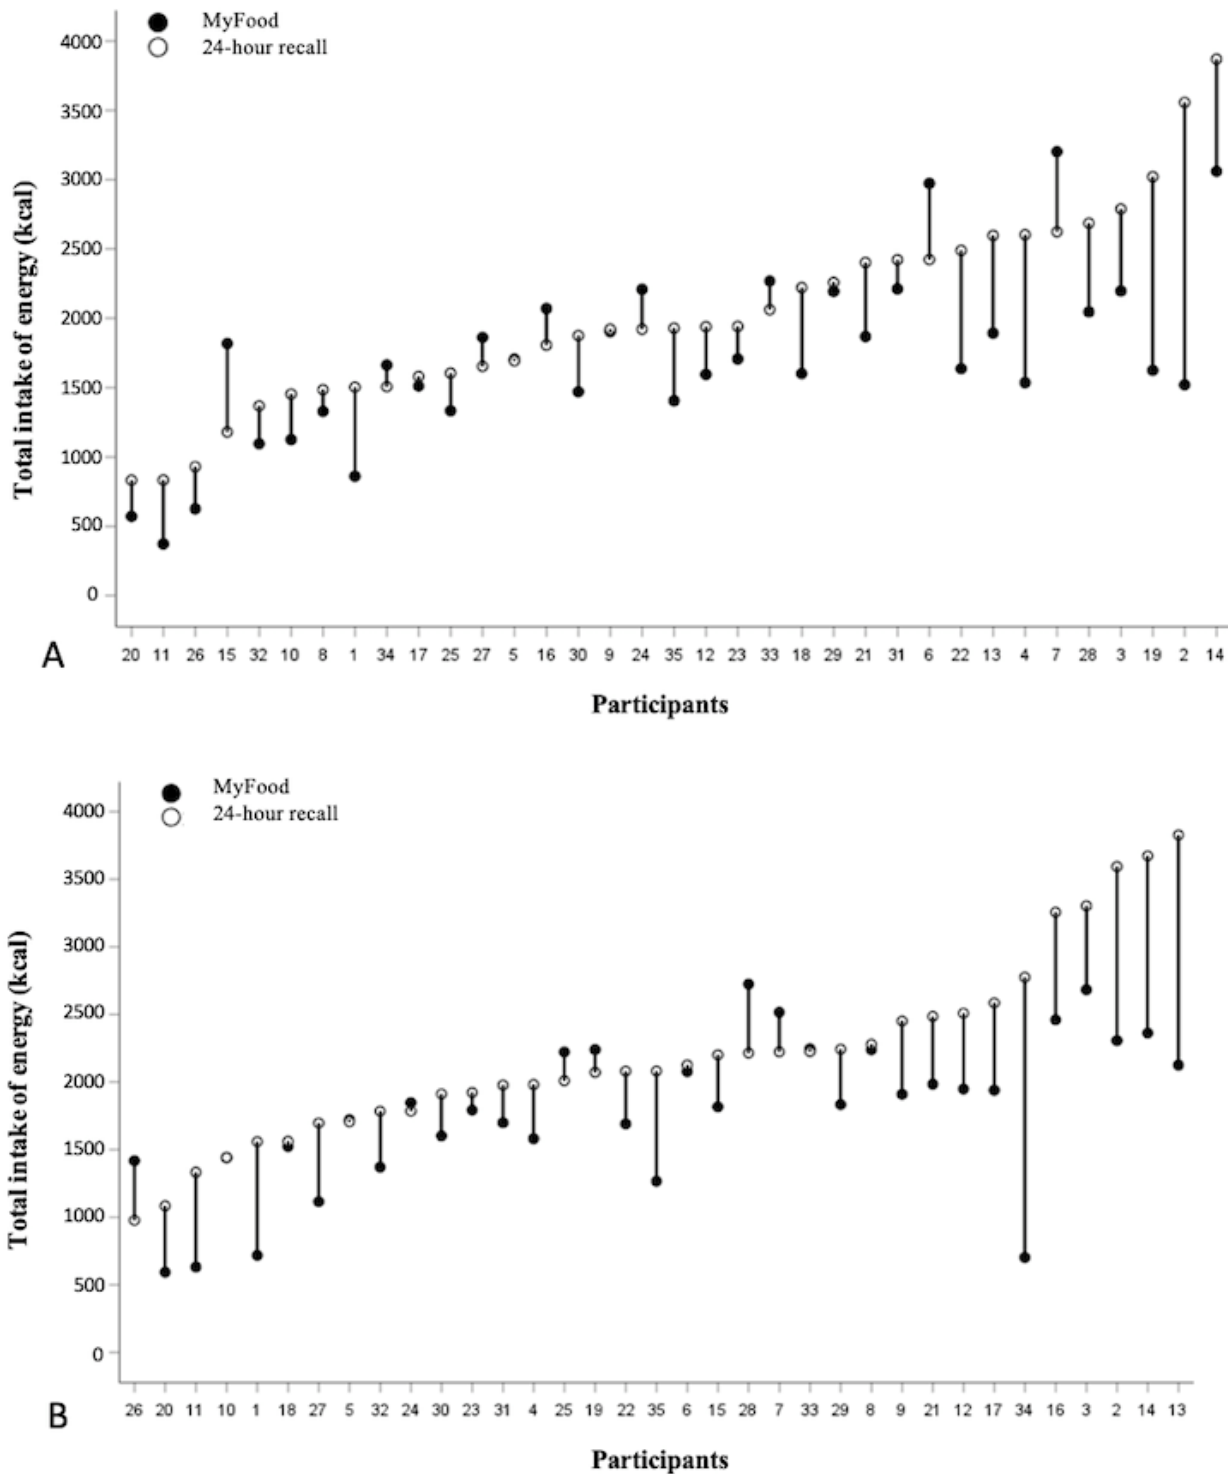 MyFood
24-hour recall
4000
3500
3000
2500
2000
1500
1000
500
0
Total intake of energy (kcal)
20 11 26 15 32 10 8 1 34 17 25 27 5 16 30 9 24 35 12 23 33 18 29 21 31 6 22 13 4 7 28 3 19 2 14
A
Participants
MyFood
24-hour recall
4000
3500
3000
2500
2000
1500
1000
500
0
Total intake of energy (kcal)
26 20 11 10 1 18 27 5 32 24 30 23 31 4 25 19 22 35 6 15 28 7 33 29 8 9 21 12 17 34 16 3 2 14 13
B
Participants